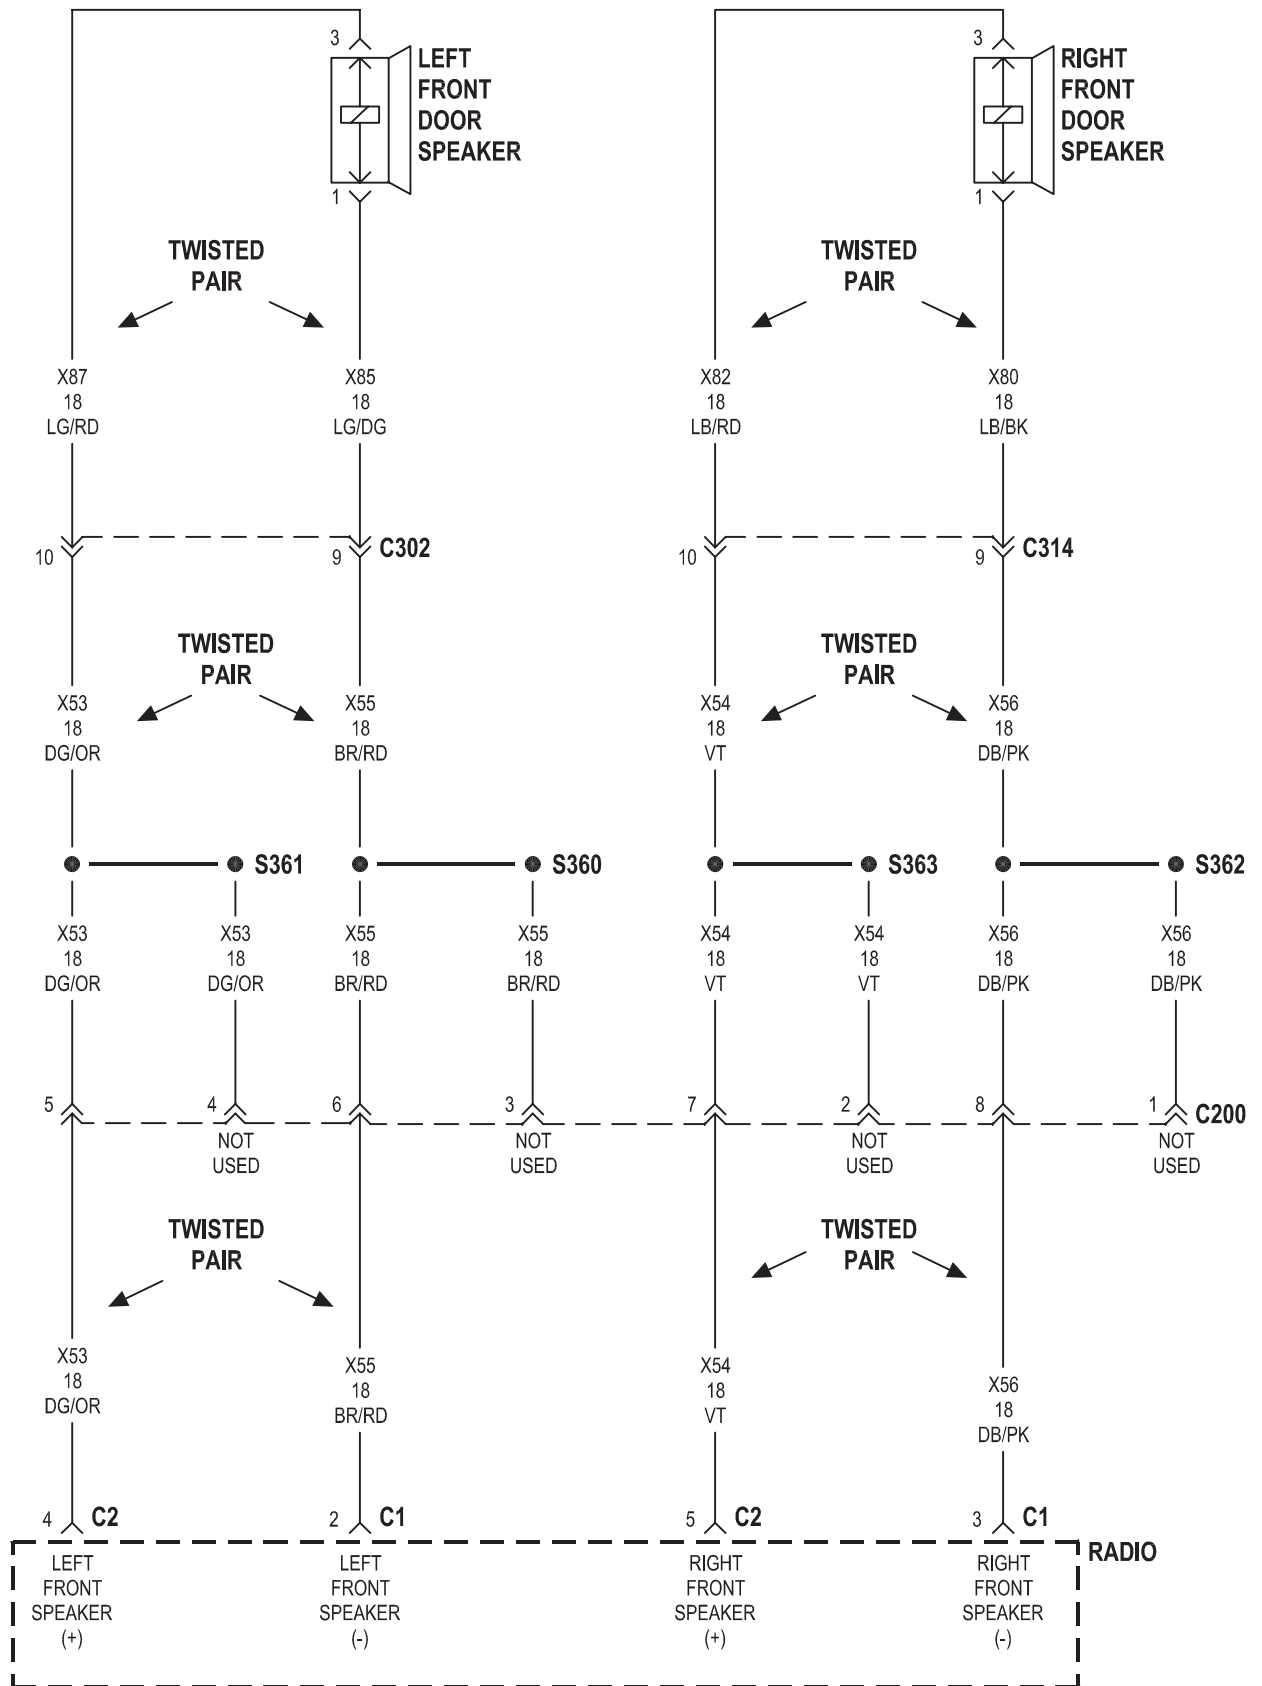 3
LEFT
FRONT
DOOR
SPEAKER
1
3
RIGHT
FRONT
DOOR
SPEAKER
1
TWISTED
PAIR
TWISTED
PAIR
X87
18
LG/RD
X85
18
LG/DG
X82
18
LB/RD
X80
18
LB/BK
10
9
C302
10
9
C314
TWISTED
PAIR
TWISTED
PAIR
X53
18
DG/OR
X55
18
BR/RD
X54
18
VT
X56
18
DB/PK
S361
S360
S363
S362
X53
18
DG/OR
X53
18
DG/OR
X55
18
BR/RD
X55
18
BR/RD
X54
18
VT
X54
18
VT
X56
18
DB/PK
X56
18
DB/PK
5
4
6
3
7
2
8
1
C200
NOT
USED
NOT
USED
NOT
USED
NOT
USED
TWISTED
PAIR
TWISTED
PAIR
X53
18
DG/OR
X55
18
BR/RD
X54
18
VT
X56
18
DB/PK
4
C2
2
C1
5
C2
3
C1
RADIO
LEFT
FRONT
SPEAKER
(+)
LEFT
FRONT
SPEAKER
(-)
RIGHT
FRONT
SPEAKER
(+)
RIGHT
FRONT
SPEAKER
(-)